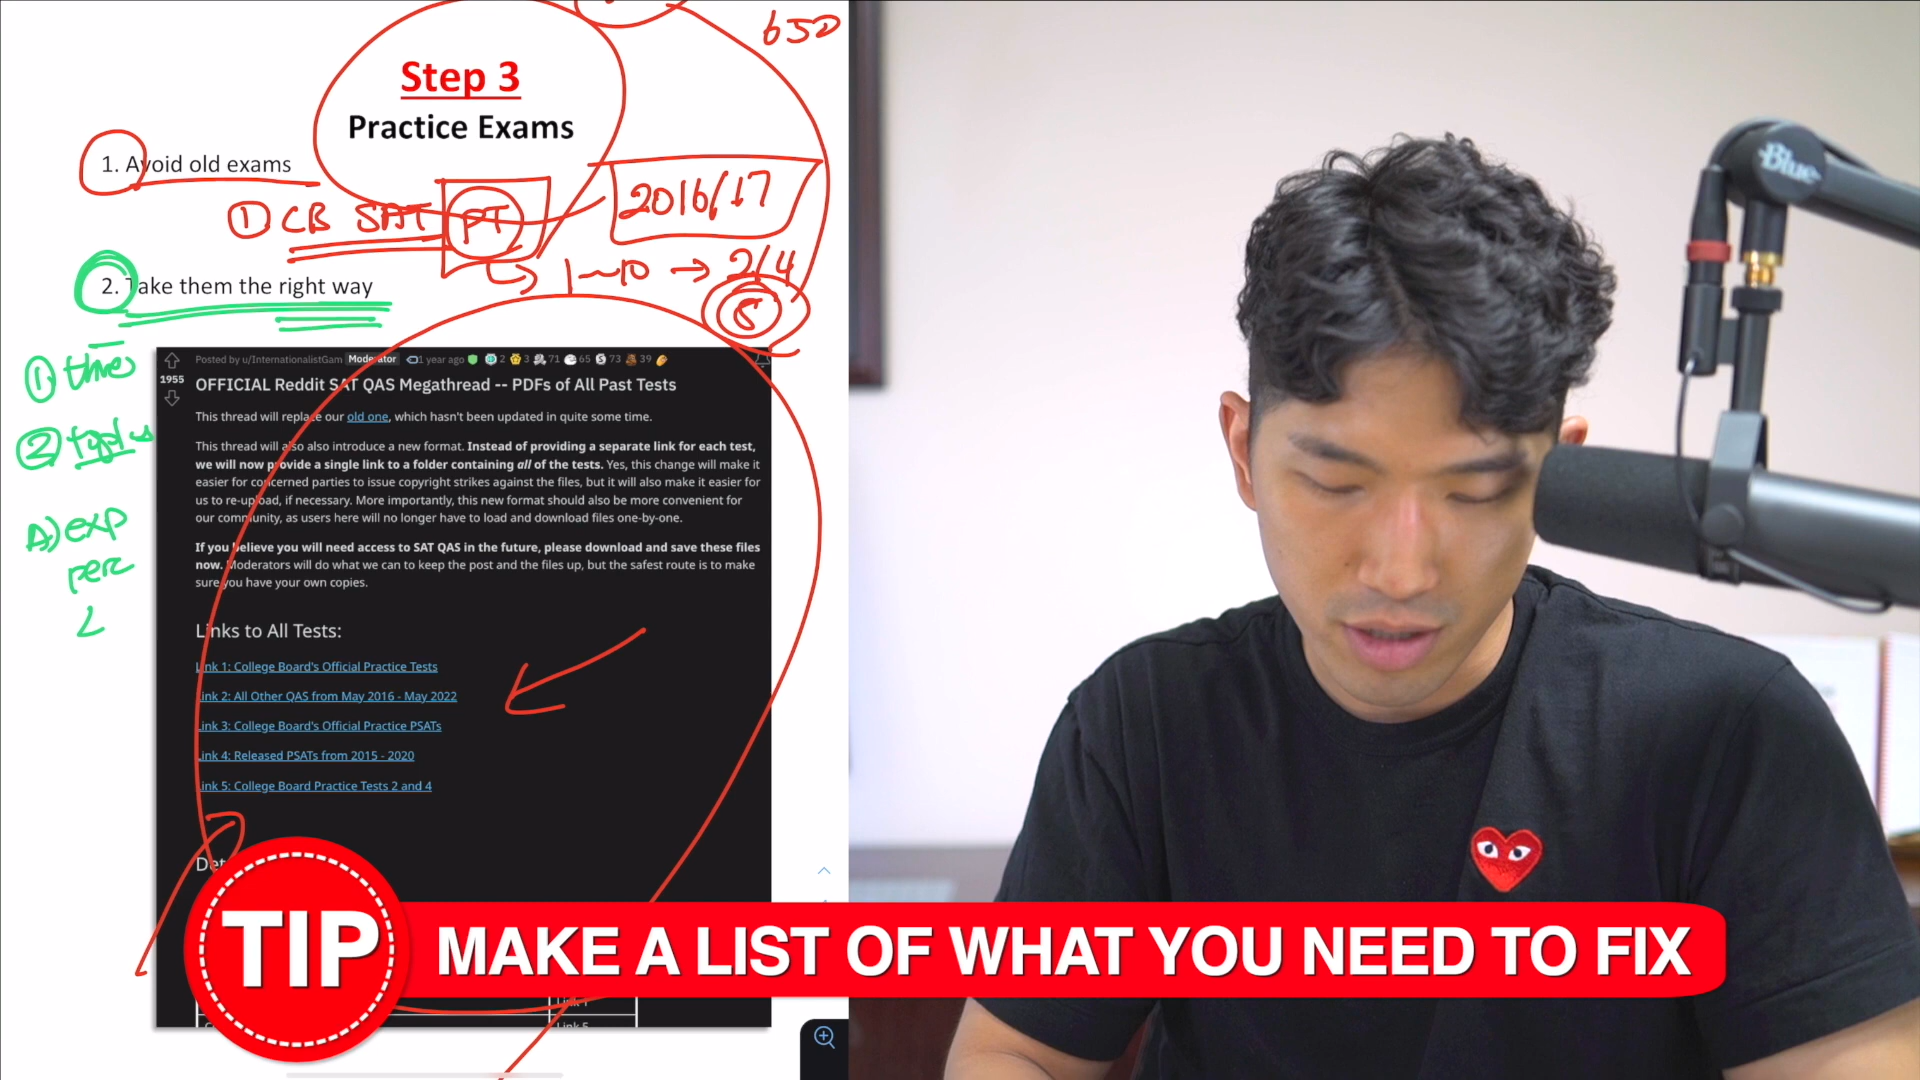 650
Step 3
Practice Exams
1. Avoid old exams
① CB SAT PT
2016/17
1~10 → 2/4
5
2. Take them the right way
①
②
A) exp
per
Posted by u/InternationalistGam Moderator 1 year ago 2 3 71 65 73 39
1955
OFFICIAL Reddit SAT QAS Megathread -- PDFs of All Past Tests
This thread will replace our old one, which hasn't been updated in quite some time.
This thread will also also introduce a new format. Instead of providing a separate link for each test,
we will now provide a single link to a folder containing all of the tests. Yes, this change will make it
easier for concerned parties to issue copyright strikes against the files, but it will also make it easier for
us to re-upload, if necessary. More importantly, this new format should also be more convenient for
our community, as users here will no longer have to load and download files one-by-one.
If you believe you will need access to SAT QAS in the future, please download and save these files
now. Moderators will do what we can to keep the post and the files up, but the safest route is to make
sure you have your own copies.
Links to All Tests:
Link 1: College Board's Official Practice Tests
Link 2: All Other QAS from May 2016 - May 2022
Link 3: College Board's Official Practice PSATs
Link 4: Released PSATs from 2015 - 2020
Link 5: College Board Practice Tests 2 and 4
Link 5
TIP MAKE A LIST OF WHAT YOU NEED TO FIX
Blue